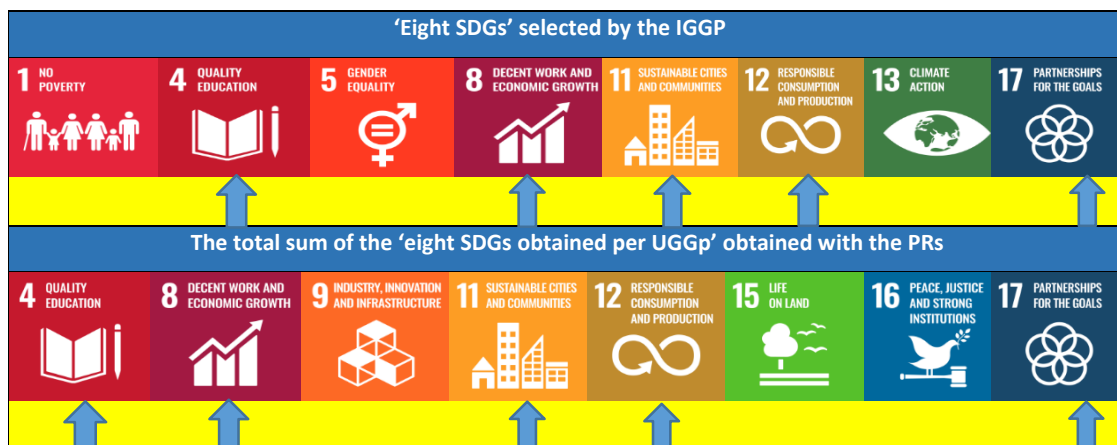 ‘Eight SDGs’ selected by the IGGP
1 NO
POVERTY
4 QUALITY
EDUCATION
5 GENDER
EQUALITY
8 DECENT WORK AND
ECONOMIC GROWTH
11 SUSTAINABLE CITIES
AND COMMUNITIES
12 RESPONSIBLE
CONSUMPTION
AND PRODUCTION
13 CLIMATE
ACTION
17 PARTNERSHIPS
FOR THE GOALS
The total sum of the ‘eight SDGs obtained per UGGp’ obtained with the PRs
4 QUALITY
EDUCATION
8 DECENT WORK AND
ECONOMIC GROWTH
9 INDUSTRY, INNOVATION
AND INFRASTRUCTURE
11 SUSTAINABLE CITIES
AND COMMUNITIES
12 RESPONSIBLE
CONSUMPTION
AND PRODUCTION
15 LIFE
ON LAND
16 PEACE, JUSTICE
AND STRONG
INSTITUTIONS
17 PARTNERSHIPS
FOR THE GOALS